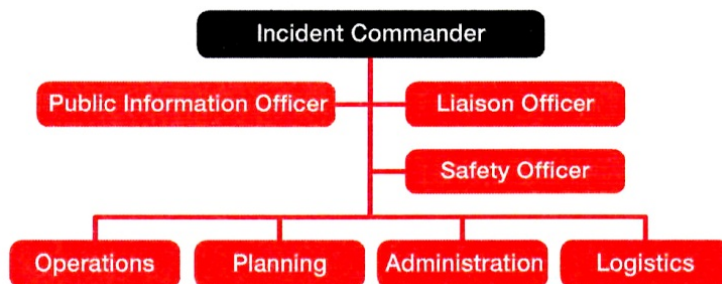 Incident Commander
Public Information Officer
Liaison Officer
Safety Officer
Operations
Planning
Administration
Logistics